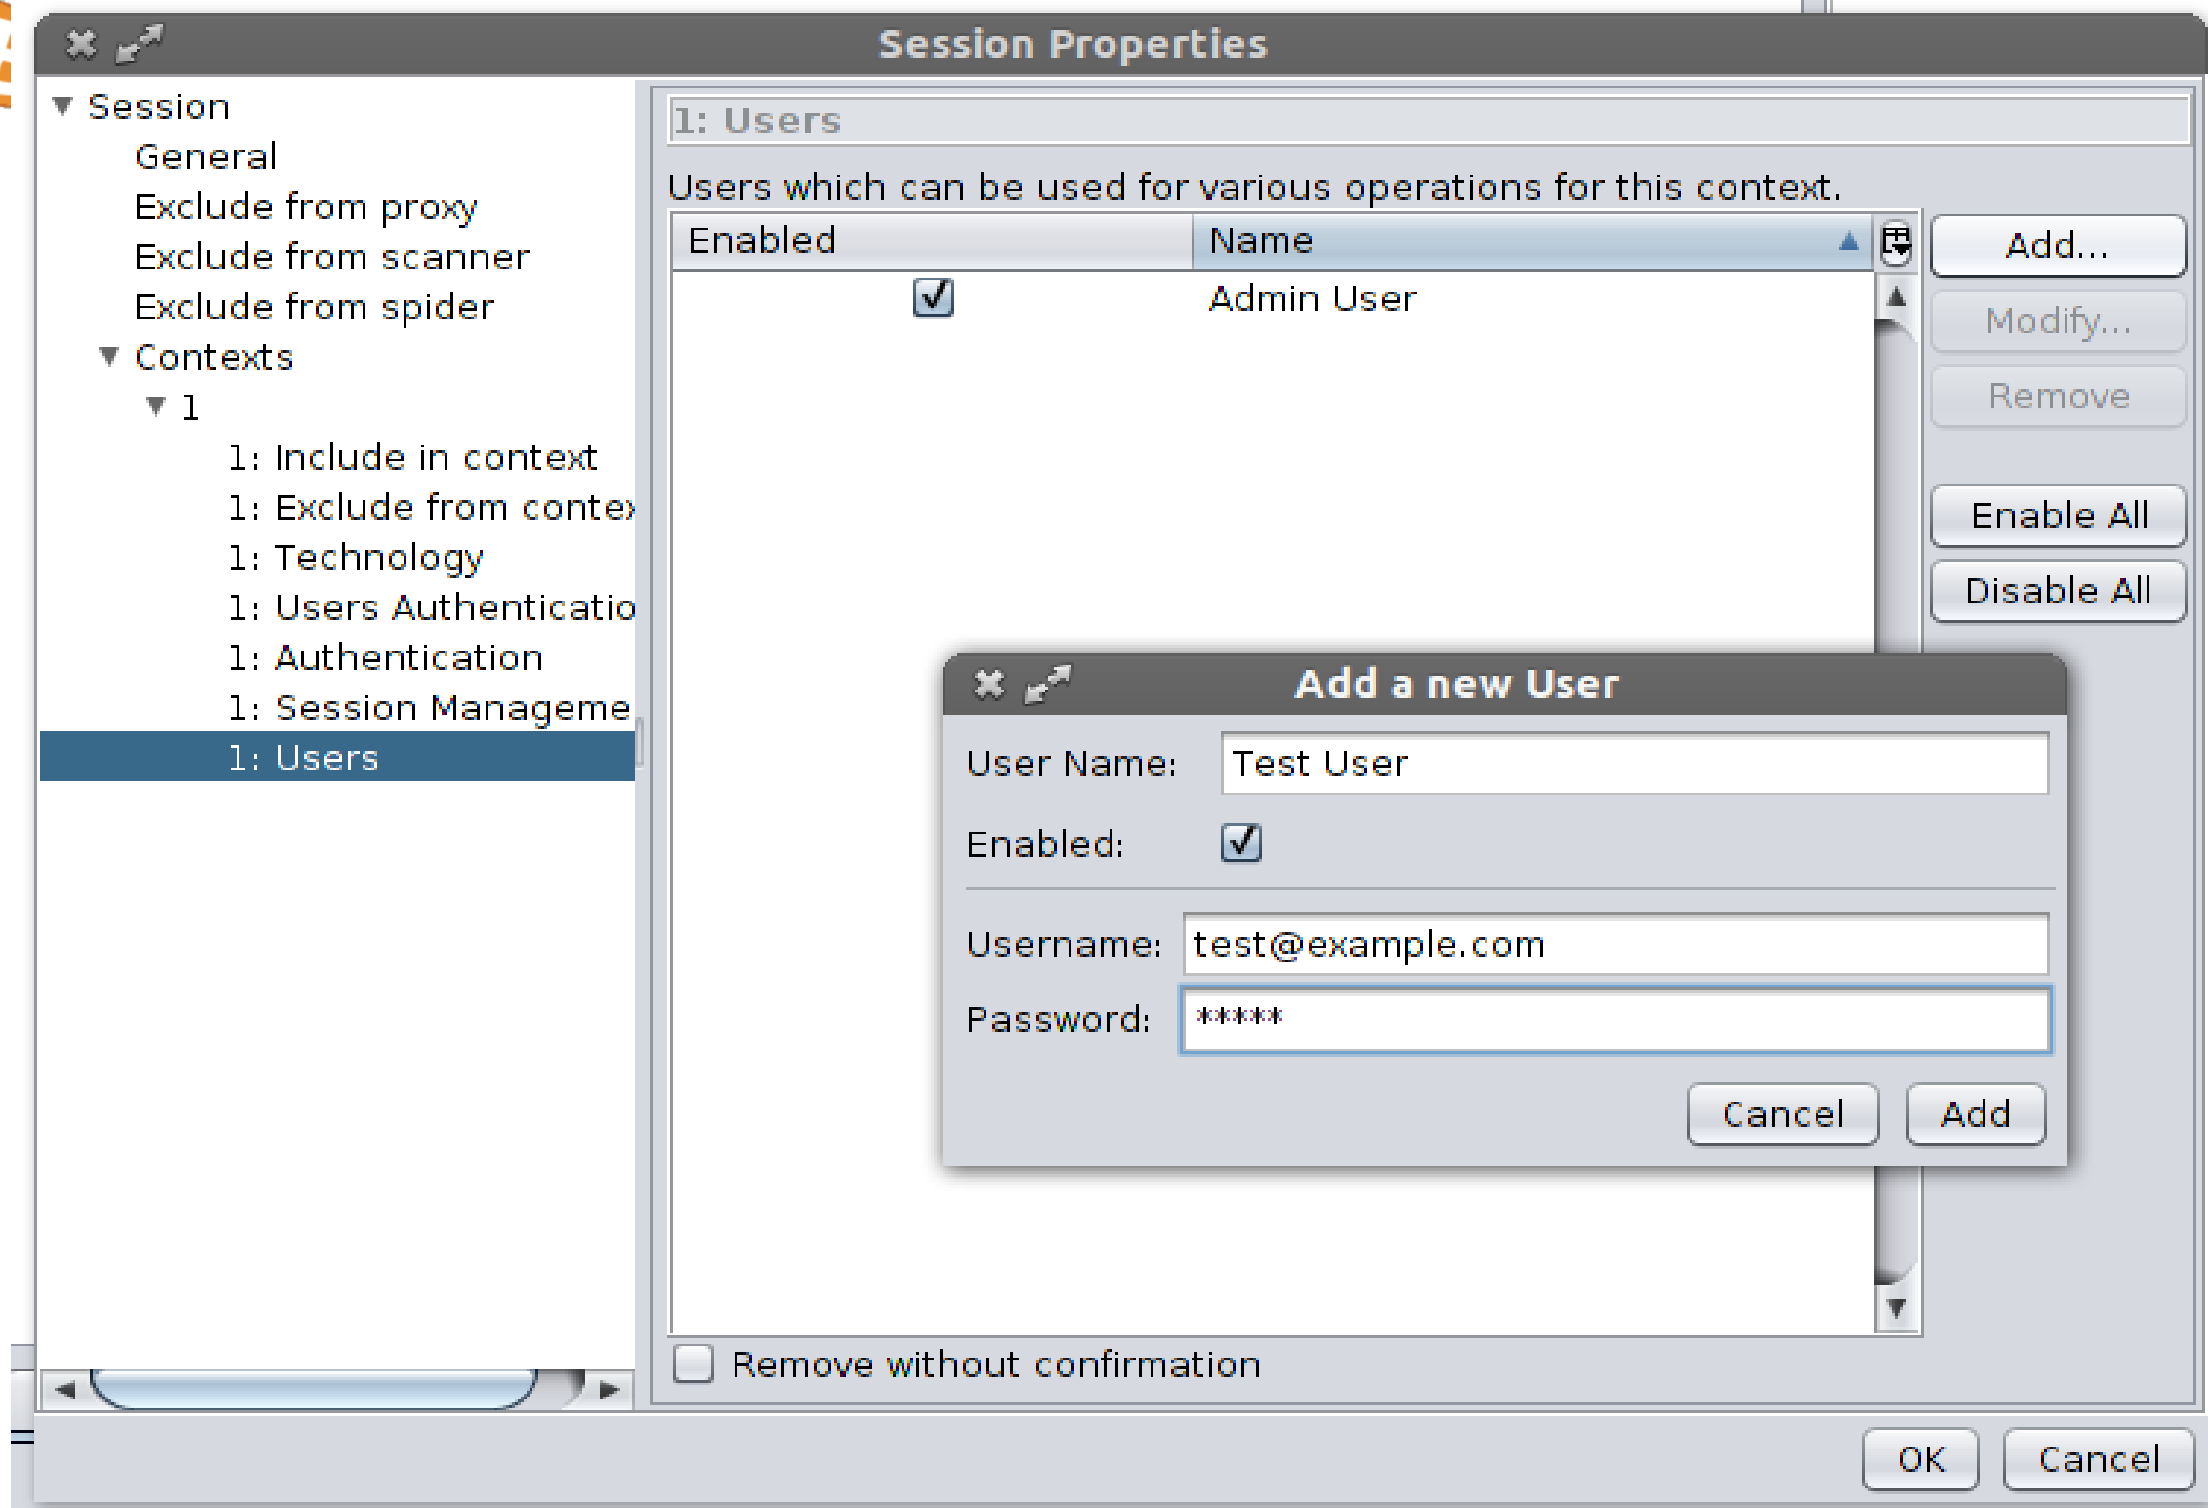 Session Properties
Session
General
Exclude from proxy
Exclude from scanner
Exclude from spider
Contexts
1
1: Include in context
1: Exclude from contex
1: Technology
1: Users Authenticatio
1: Authentication
1: Session Manageme
1: Users
1: Users
Users which can be used for various operations for this context.
Enabled Name
Admin User
Add...
Modify...
Remove
Enable All
Disable All
Add a new User
User Name: Test User
Enabled:
Username: test@example.com
Password: *****
Cancel Add
Remove without confirmation
OK Cancel